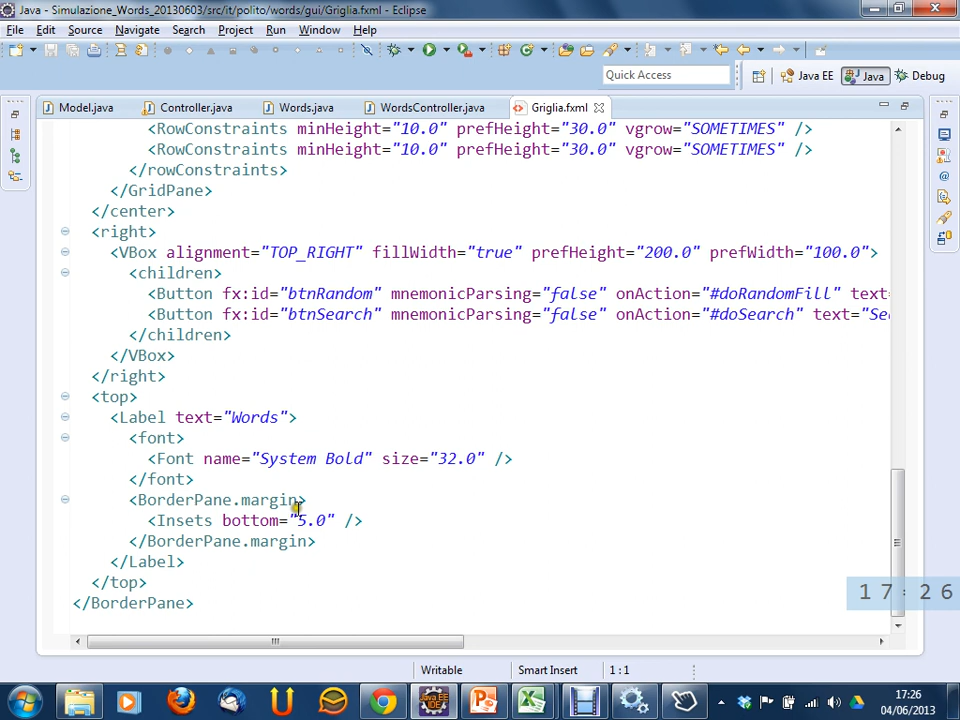 Java - Simulazione_Words_20130603/src/it/polito/words/gui/Griglia.fxml - Eclipse
File Edit Source Navigate Search Project Run Window Help
Quick Access
Java EE Java Debug
Model.java Controller.java Words.java WordsController.java Griglia.fxml
<RowConstraints minHeight="10.0" prefHeight="30.0" vgrow="SOMETIMES" />
<RowConstraints minHeight="10.0" prefHeight="30.0" vgrow="SOMETIMES" />
</rowConstraints>
</GridPane>
</center>
<right>
<VBox alignment="TOP_RIGHT" fillWidth="true" prefHeight="200.0" prefWidth="100.0">
<children>
<Button fx:id="btnRandom" mnemonicParsing="false" onAction="#doRandomFill" text=
<Button fx:id="btnSearch" mnemonicParsing="false" onAction="#doSearch" text="Sea
</children>
</VBox>
</right>
<top>
<Label text="Words">
<font>
<Font name="System Bold" size="32.0" />
</font>
<BorderPane.margin>
<Insets bottom="5.0" />
</BorderPane.margin>
</Label>
</top>
</BorderPane>
17:26
Writable Smart Insert 1 : 1
Java EE IDE
17:26
04/06/2013